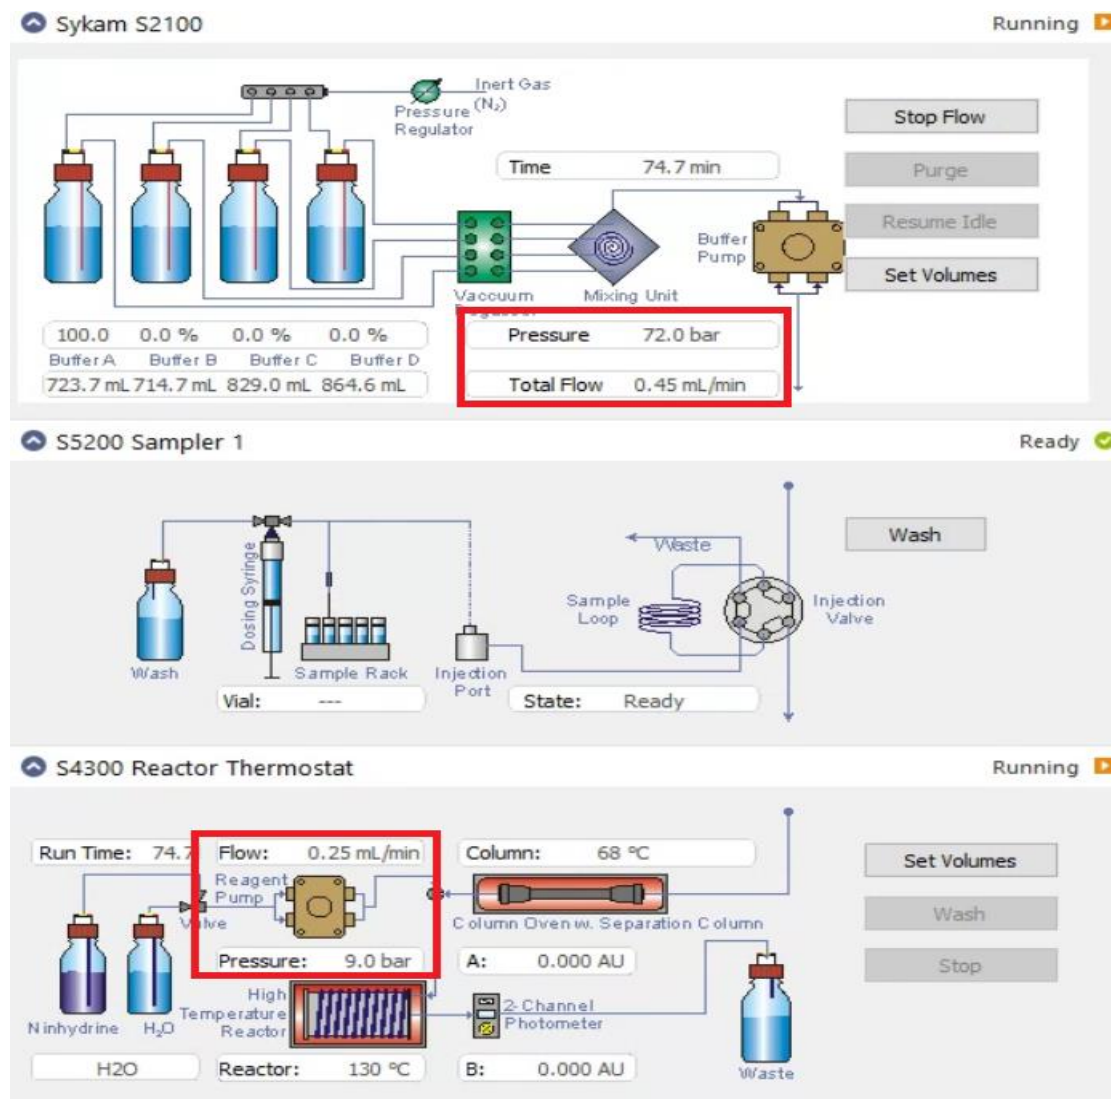 Sykam S2100
Running
Inert Gas
(N₂)
Pressure
Regulator
Stop Flow
Time 74.7 min
Purge
Resume Idle
Buffer
Pump
Set Volumes
Vaccuum
Mixing Unit
100.0 0.0 % 0.0 % 0.0 %
Pressure 72.0 bar
Buffer A Buffer B Buffer C Buffer D
723.7 mL 714.7 mL 829.0 mL 864.6 mL
Total Flow 0.45 mL/min
S5200 Sampler 1
Ready
Wash
Waste
Dosing Syringe
Sample
Loop
Injection
Valve
Wash
Sample Rack
Injection
Port
Vial: ---
State: Ready
S4300 Reactor Thermostat
Running
Run Time: 74.7
Flow: 0.25 mL/min
Column: 68 °C
Set Volumes
Reagent
Pump
Valve
Column Oven w. Separation Column
Wash
Pressure: 9.0 bar
A: 0.000 AU
Stop
High
Temperature
Reactor
2-Channel
Photometer
Ninhydrine
H₂O
H2O
Reactor: 130 °C
B: 0.000 AU
Waste